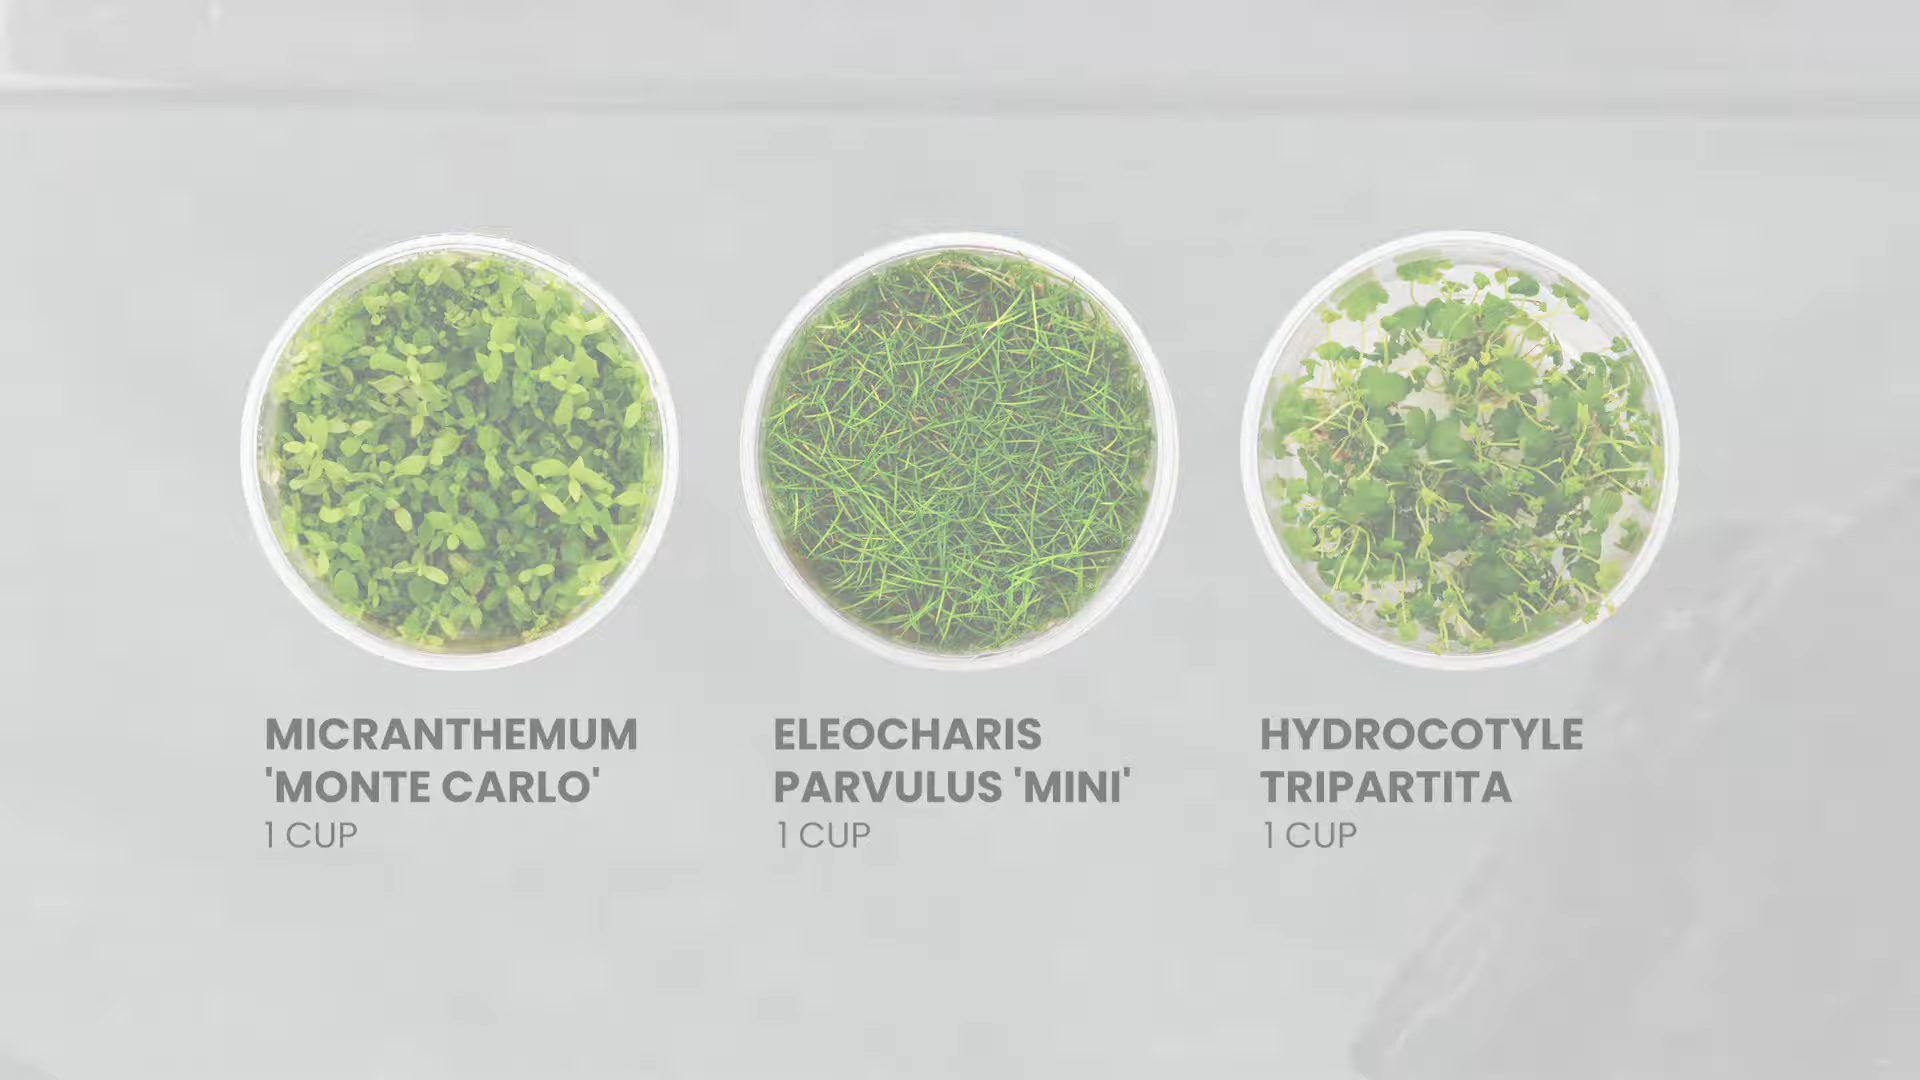 MICRANTHEMUM
'MONTE CARLO'
1 CUP
ELEOCHARIS
PARVULUS 'MINI'
1 CUP
HYDROCOTYLE
TRIPARTITA
1 CUP